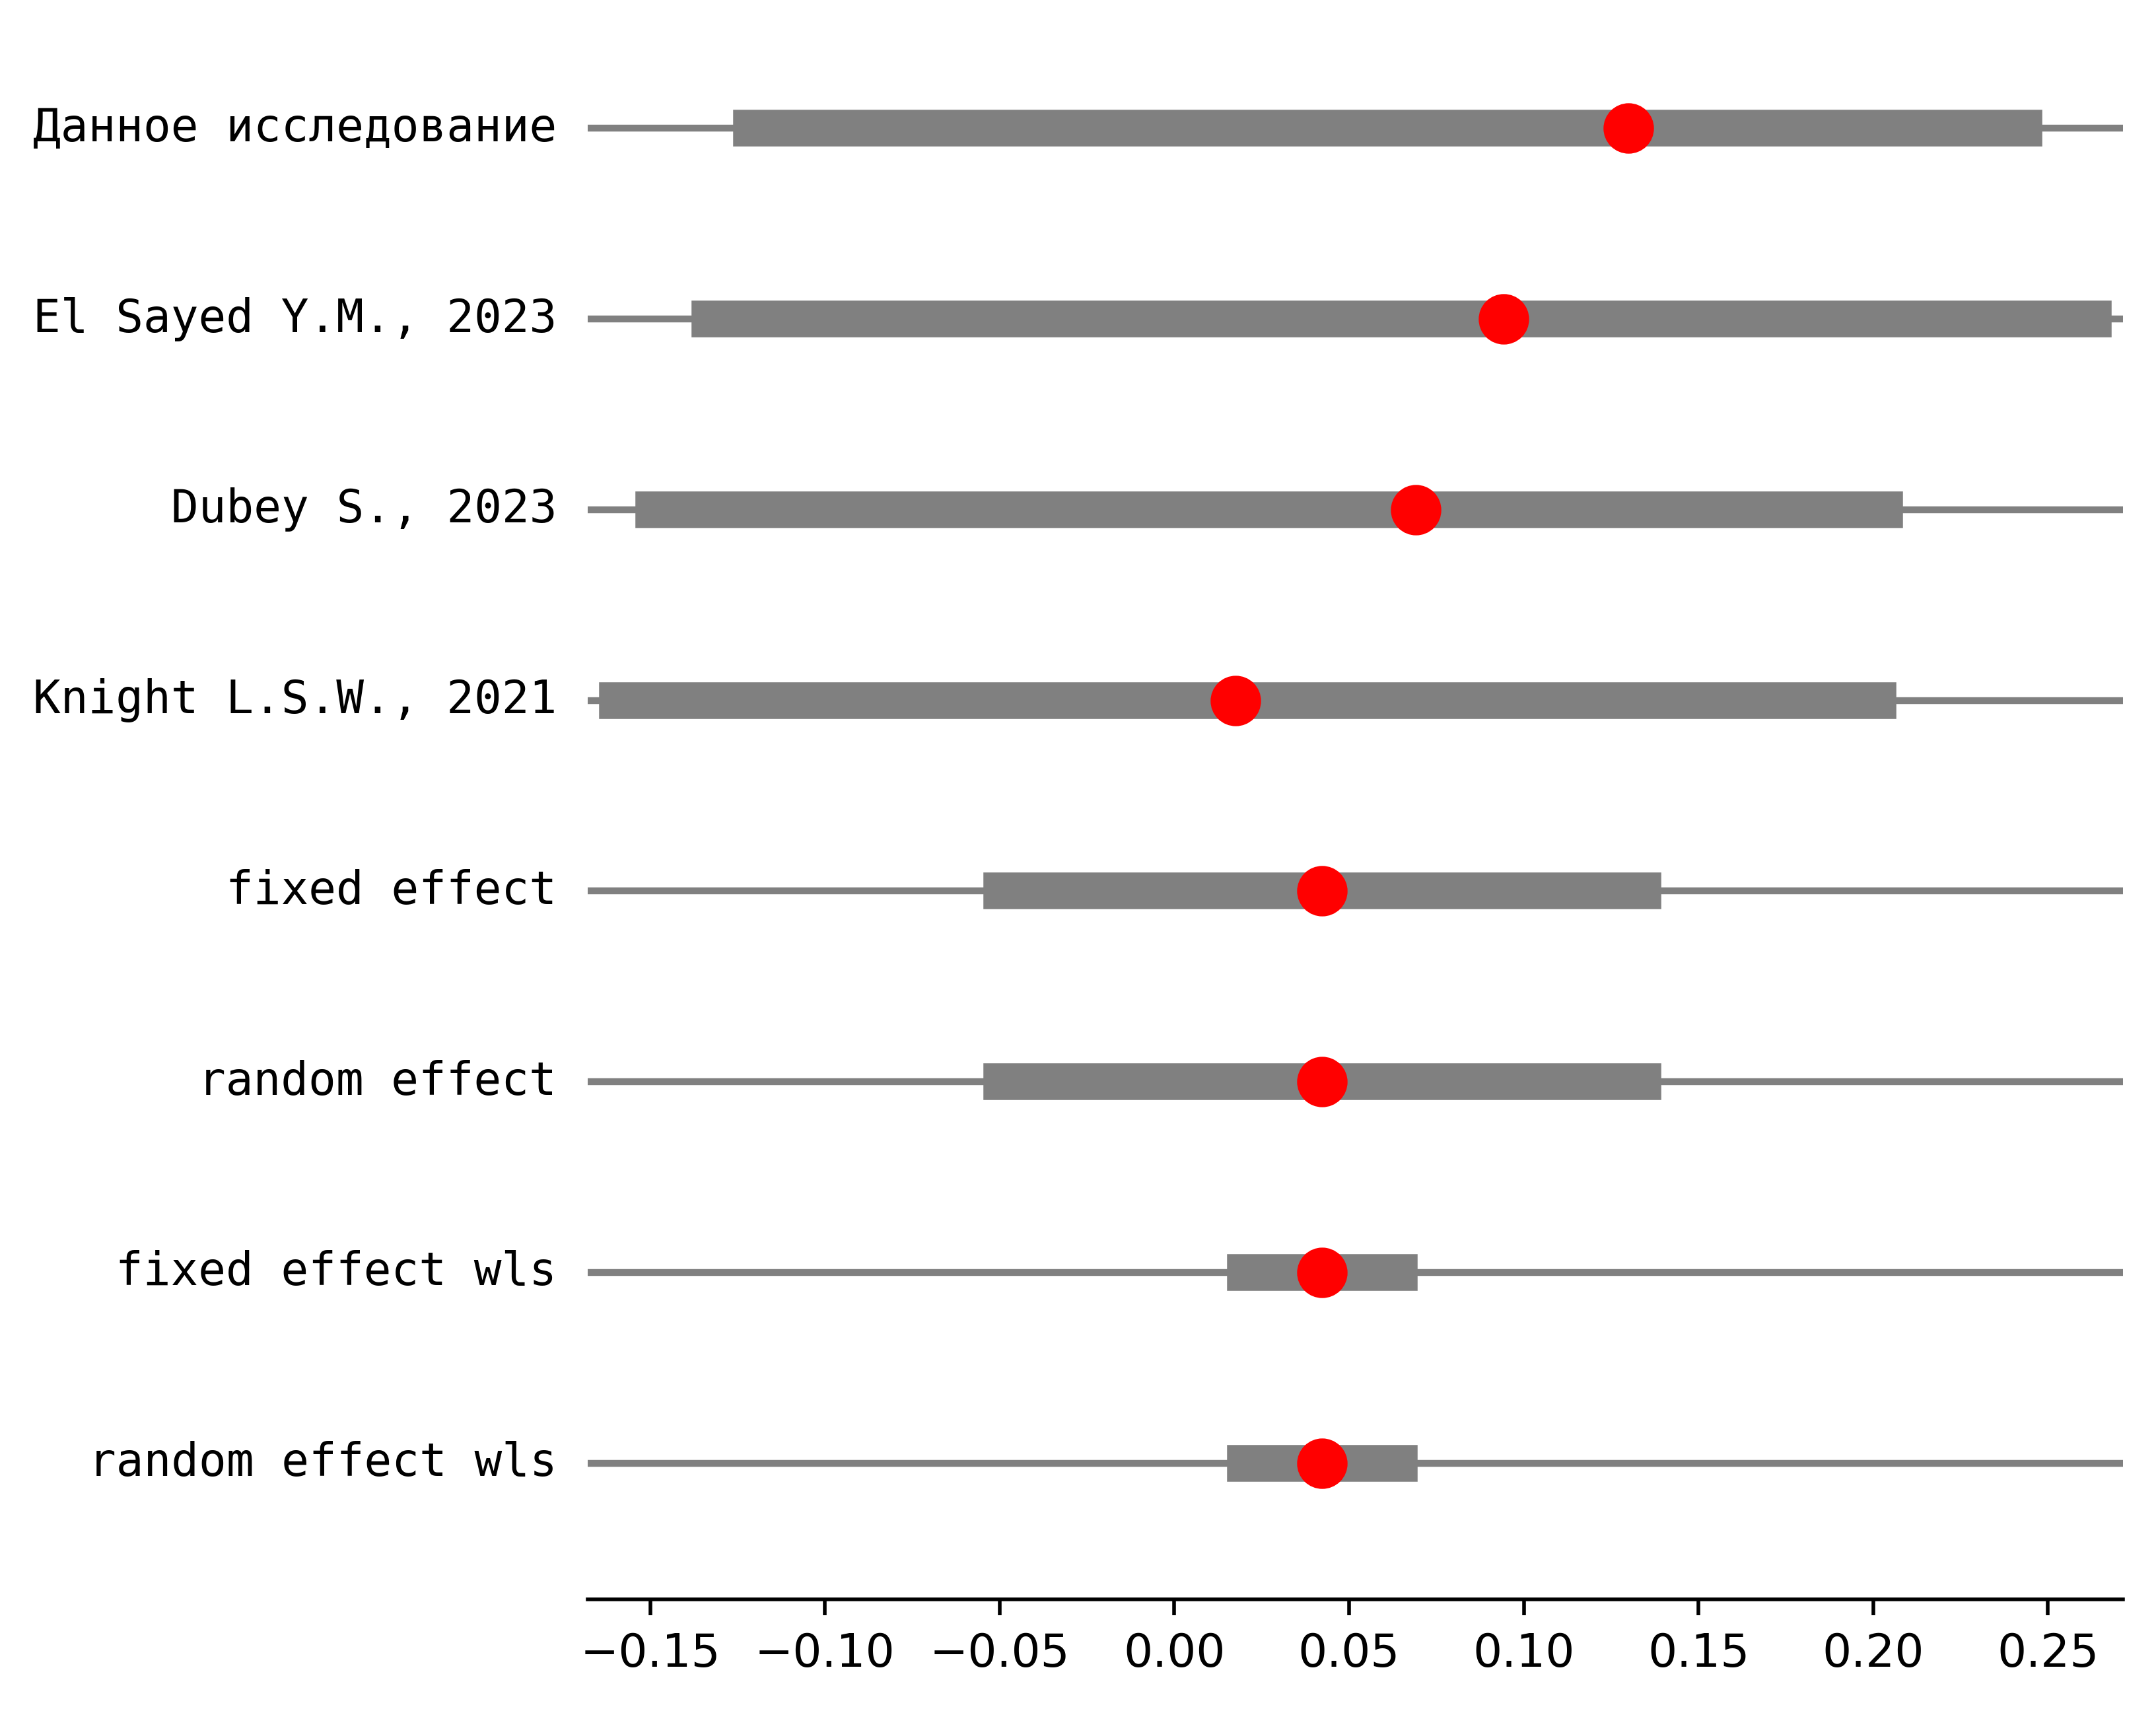 Данное исследование
El Sayed Y.M., 2023
Dubey S., 2023
Knight L.S.W., 2021
fixed effect
random effect
fixed effect wls
random effect wls
−0.15 −0.10 −0.05 0.00 0.05 0.10 0.15 0.20 0.25